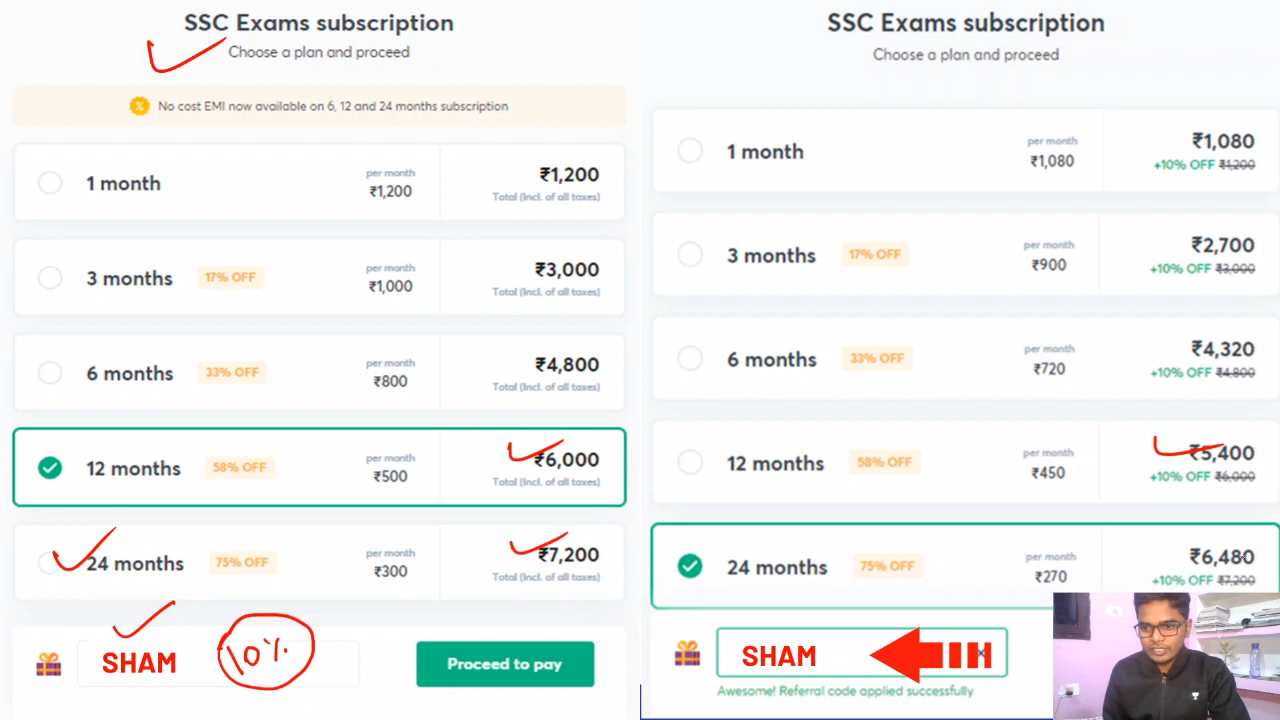 SSC Exams subscription
Choose a plan and proceed
No cost EMI now available on 6, 12 and 24 months subscription
1 month
per month
₹1,200
₹1,200
Total (Incl. of all taxes)
3 months
17% OFF
per month
₹1,000
₹3,000
Total (Incl. of all taxes)
6 months
33% OFF
per month
₹800
₹4,800
Total (Incl. of all taxes)
12 months
58% OFF
per month
₹500
₹6,000
Total (Incl. of all taxes)
24 months
75% OFF
per month
₹300
₹7,200
Total (Incl. of all taxes)
SHAM
10%
Proceed to pay
SSC Exams subscription
Choose a plan and proceed
1 month
per month
₹1,080
₹1,080
+10% OFF ₹1,200
3 months
17% OFF
per month
₹900
₹2,700
+10% OFF ₹3,000
6 months
33% OFF
per month
₹720
₹4,320
+10% OFF ₹4,800
12 months
58% OFF
per month
₹450
₹5,400
+10% OFF ₹6,000
24 months
75% OFF
per month
₹270
₹6,480
+10% OFF ₹7,200
SHAM
Awesome! Referral code applied successfully